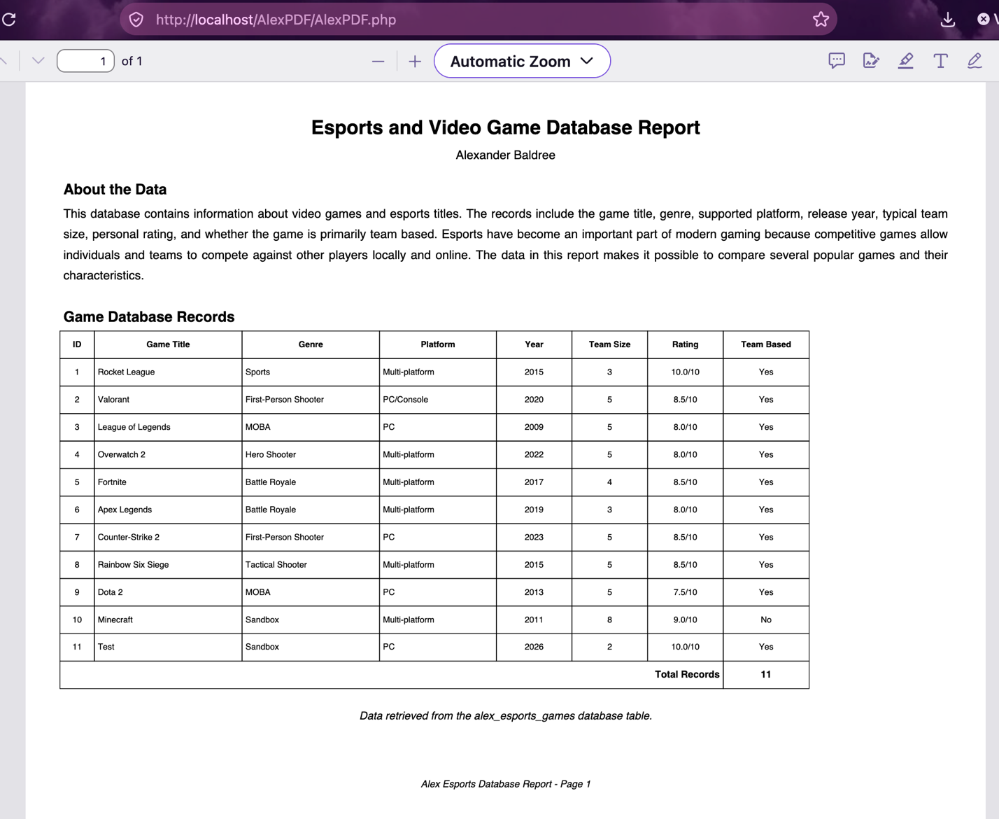 http://localhost/AlexPDF/AlexPDF.php
1 of 1
Automatic Zoom
Esports and Video Game Database Report
Alexander Baldree
About the Data
This database contains information about video games and esports titles. The records include the game title, genre, supported platform, release year, typical team
size, personal rating, and whether the game is primarily team based. Esports have become an important part of modern gaming because competitive games allow
individuals and teams to compete against other players locally and online. The data in this report makes it possible to compare several popular games and their
characteristics.
Game Database Records
ID Game Title Genre Platform Year Team Size Rating Team Based
1 Rocket League Sports Multi-platform 2015 3 10.0/10 Yes
2 Valorant First-Person Shooter PC/Console 2020 5 8.5/10 Yes
3 League of Legends MOBA PC 2009 5 8.0/10 Yes
4 Overwatch 2 Hero Shooter Multi-platform 2022 5 8.0/10 Yes
5 Fortnite Battle Royale Multi-platform 2017 4 8.5/10 Yes
6 Apex Legends Battle Royale Multi-platform 2019 3 8.0/10 Yes
7 Counter-Strike 2 First-Person Shooter PC 2023 5 8.5/10 Yes
8 Rainbow Six Siege Tactical Shooter Multi-platform 2015 5 8.5/10 Yes
9 Dota 2 MOBA PC 2013 5 7.5/10 Yes
10 Minecraft Sandbox Multi-platform 2011 8 9.0/10 No
11 Test Sandbox PC 2026 2 10.0/10 Yes
Total Records 11
Data retrieved from the alex_esports_games database table.
Alex Esports Database Report - Page 1